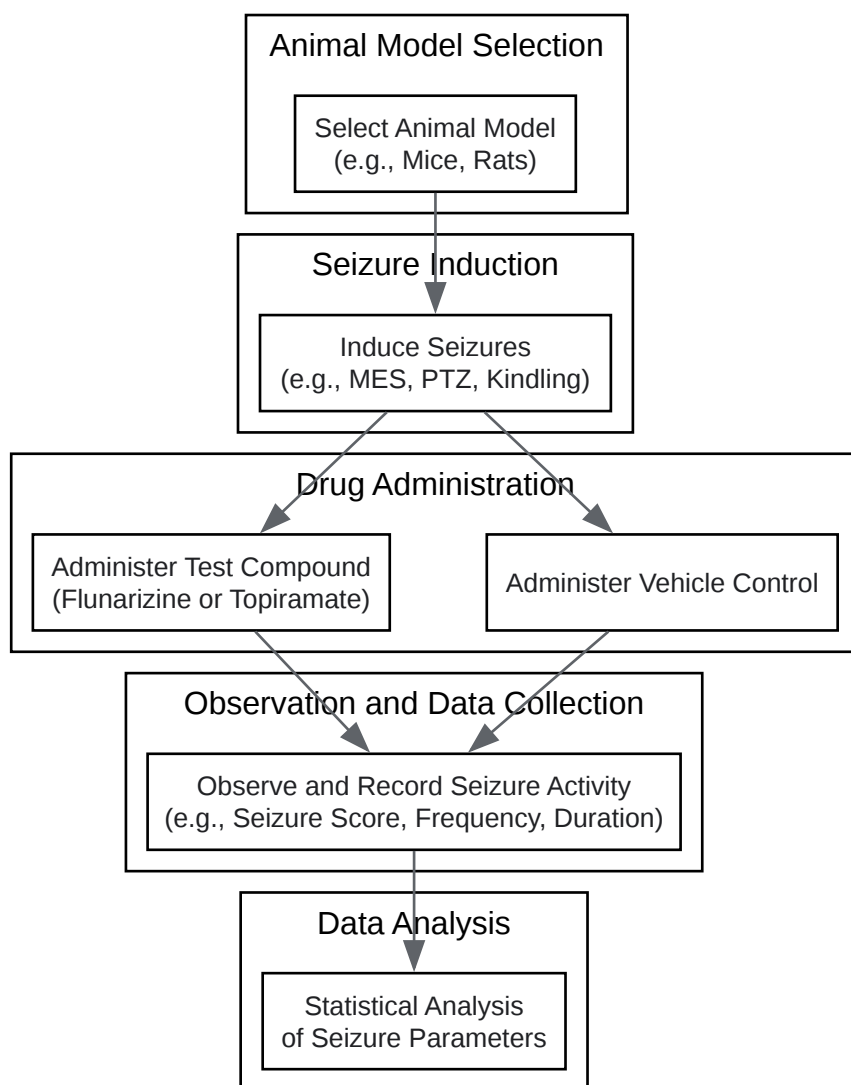 Animal Model Selection
Select Animal Model
(e.g., Mice, Rats)
Seizure Induction
Induce Seizures
(e.g., MES, PTZ, Kindling)
Drug Administration
Administer Test Compound
(Flunarizine or Topiramate)
Administer Vehicle Control
Observation and Data Collection
Observe and Record Seizure Activity
(e.g., Seizure Score, Frequency, Duration)
Data Analysis
Statistical Analysis
of Seizure Parameters